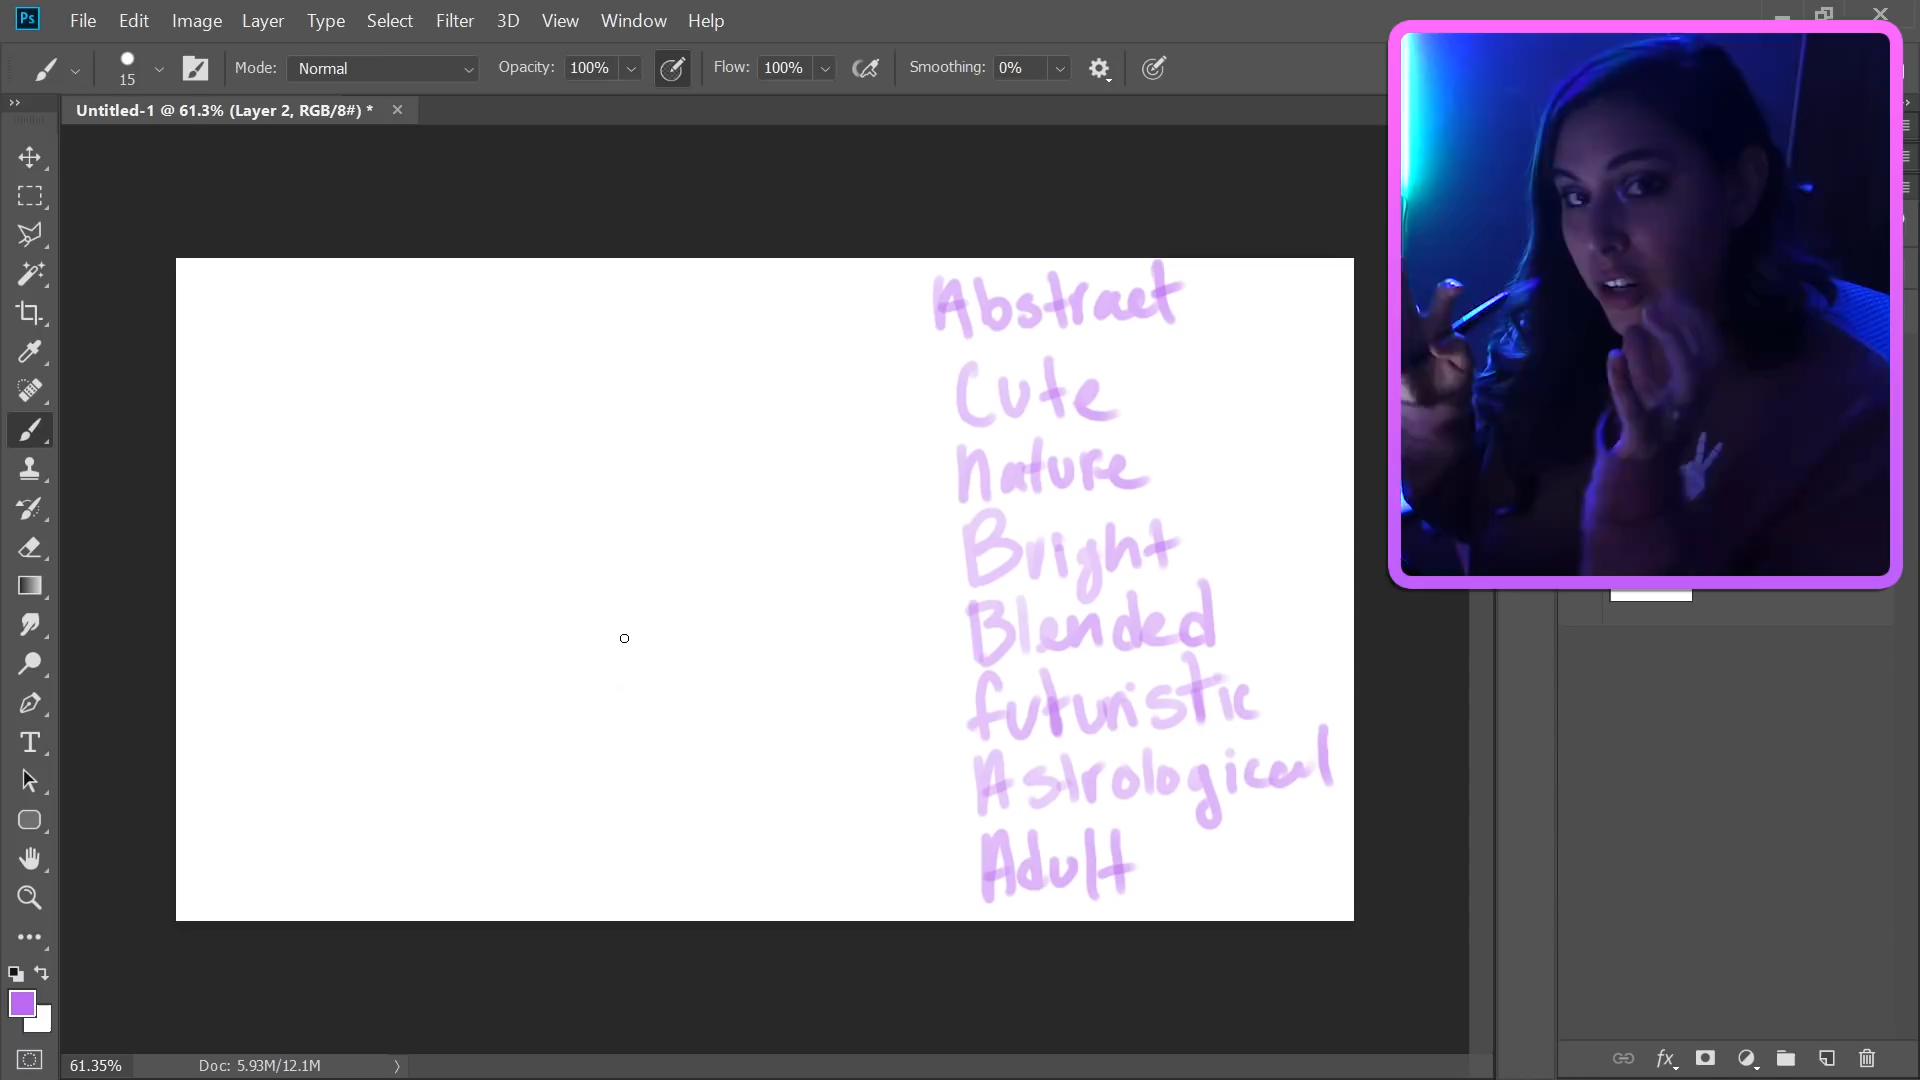 Ps File Edit Image Layer Type Select Filter 3D View Window Help
15 Mode: Normal Opacity: 100% Flow: 100% Smoothing: 0%
Untitled-1 @ 61.3% (Layer 2, RGB/8#) *
Abstract
Cute
Nature
Bright
Blended
futuristic
Astrological
Adult
61.35% Doc: 5.93M/12.1M
fx